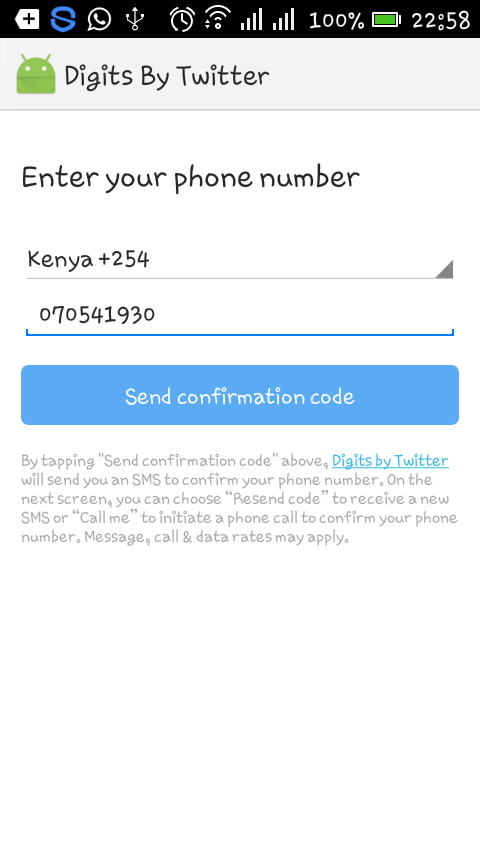 100% 22:58
Digits By Twitter
Enter your phone number
Kenya +254
070541930
Send confirmation code
By tapping "Send confirmation code" above, Digits by Twitter
will send you an SMS to confirm your phone number. On the
next screen, you can choose “Resend code” to receive a new
SMS or “Call me” to initiate a phone call to confirm your phone
number. Message, call & data rates may apply.